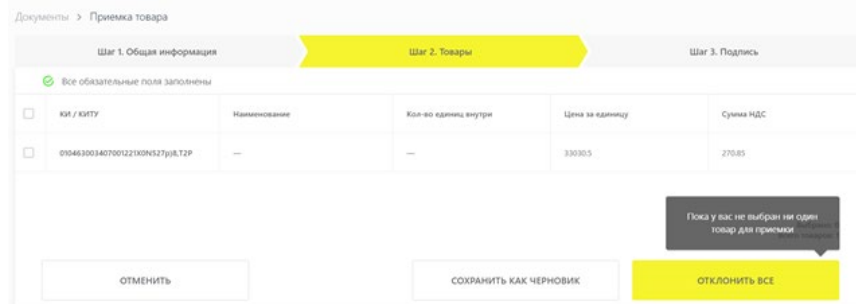 Документы > Приемка товара
Шаг 1. Общая информация
Шаг 2. Товары
Шаг 3. Подпись
Все обязательные поля заполнены
КИ / КИТУ
Наименование
Кол-во единиц внутри
Цена за единицу
Сумма НДС
—
—
33030.5
270.85
Пока у вас не выбран ни один
товар для приемки
ОТМЕНИТЬ
СОХРАНИТЬ КАК ЧЕРНОВИК
ОТКЛОНИТЬ ВСЕ